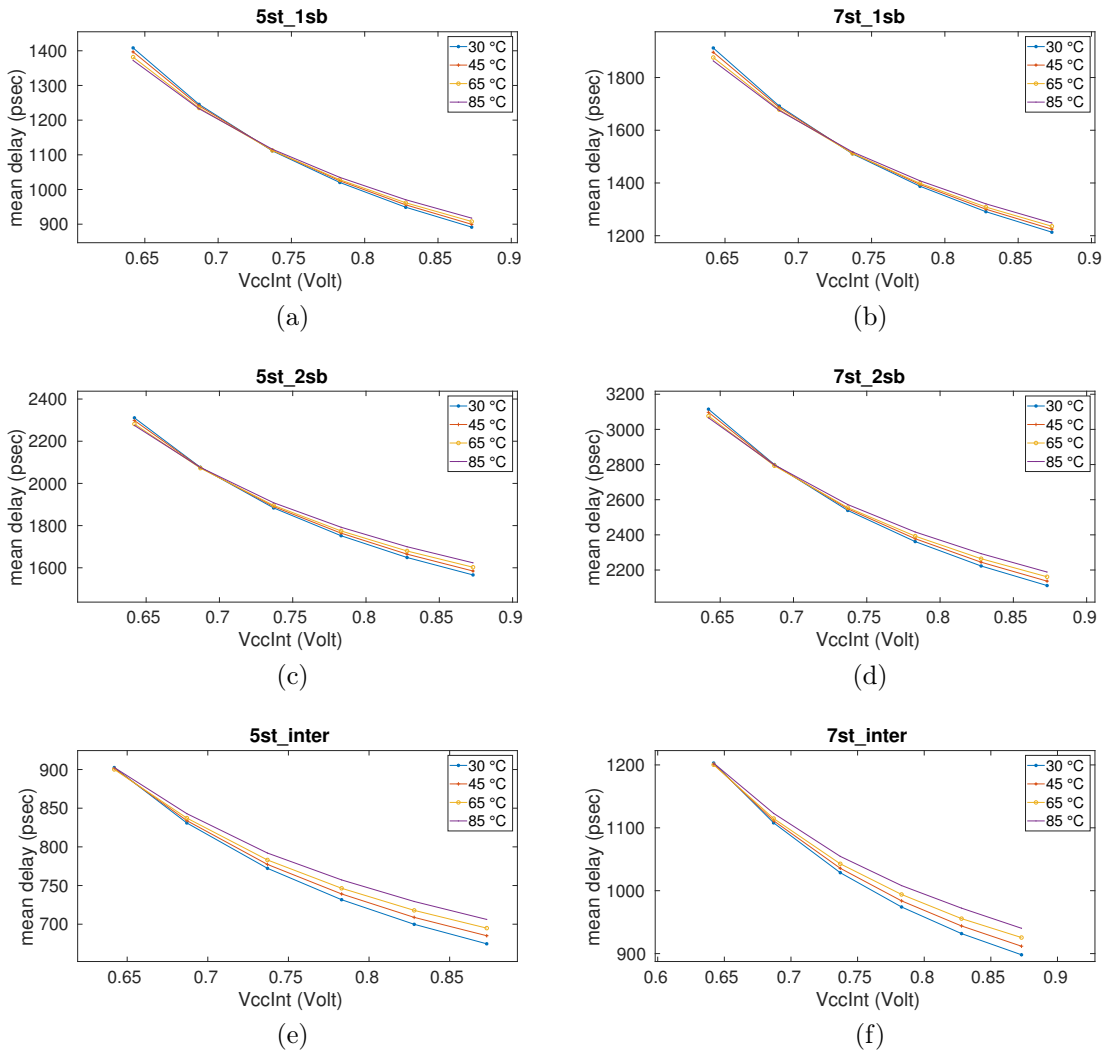 5st_1sb
1400
1300
1200
1100
1000
900
mean delay (psec)
0.65
0.7
0.75
0.8
0.85
0.9
VccInt (Volt)
30 °C
45 °C
65 °C
85 °C
(a)
7st_1sb
1800
1600
1400
1200
mean delay (psec)
0.65
0.7
0.75
0.8
0.85
0.9
VccInt (Volt)
30 °C
45 °C
65 °C
85 °C
(b)
5st_2sb
2400
2200
2000
1800
1600
mean delay (psec)
0.65
0.7
0.75
0.8
0.85
0.9
VccInt (Volt)
30 °C
45 °C
65 °C
85 °C
(c)
7st_2sb
3200
3000
2800
2600
2400
2200
mean delay (psec)
0.65
0.7
0.75
0.8
0.85
0.9
VccInt (Volt)
30 °C
45 °C
65 °C
85 °C
(d)
5st_inter
900
850
800
750
700
mean delay (psec)
0.65
0.7
0.75
0.8
0.85
VccInt (Volt)
30 °C
45 °C
65 °C
85 °C
(e)
7st_inter
1200
1100
1000
900
mean delay (psec)
0.6
0.65
0.7
0.75
0.8
0.85
0.9
VccInt (Volt)
30 °C
45 °C
65 °C
85 °C
(f)